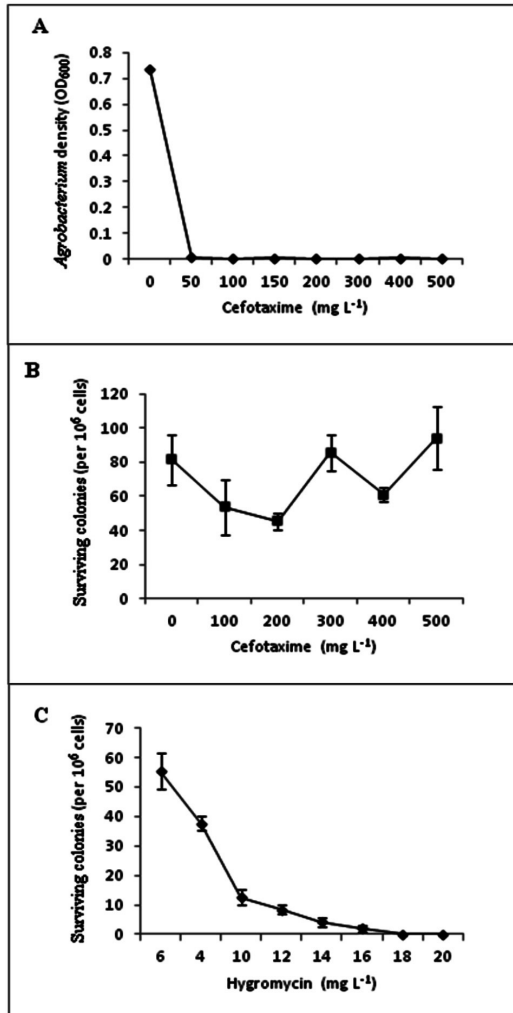 A
Agrobacterium density (OD600)
0.8
0.7
0.6
0.5
0.4
0.3
0.2
0.1
0
0 50 100 150 200 300 400 500
Cefotaxime (mg L-1)
B
Surviving colonies (per 10⁶ cells)
120
100
80
60
40
20
0
0 100 200 300 400 500
Cefotaxime (mg L-1)
C
Surviving colonies (per 10⁶ cells)
70
60
50
40
30
20
10
0
6 4 10 12 14 16 18 20
Hygromycin (mg L-1)